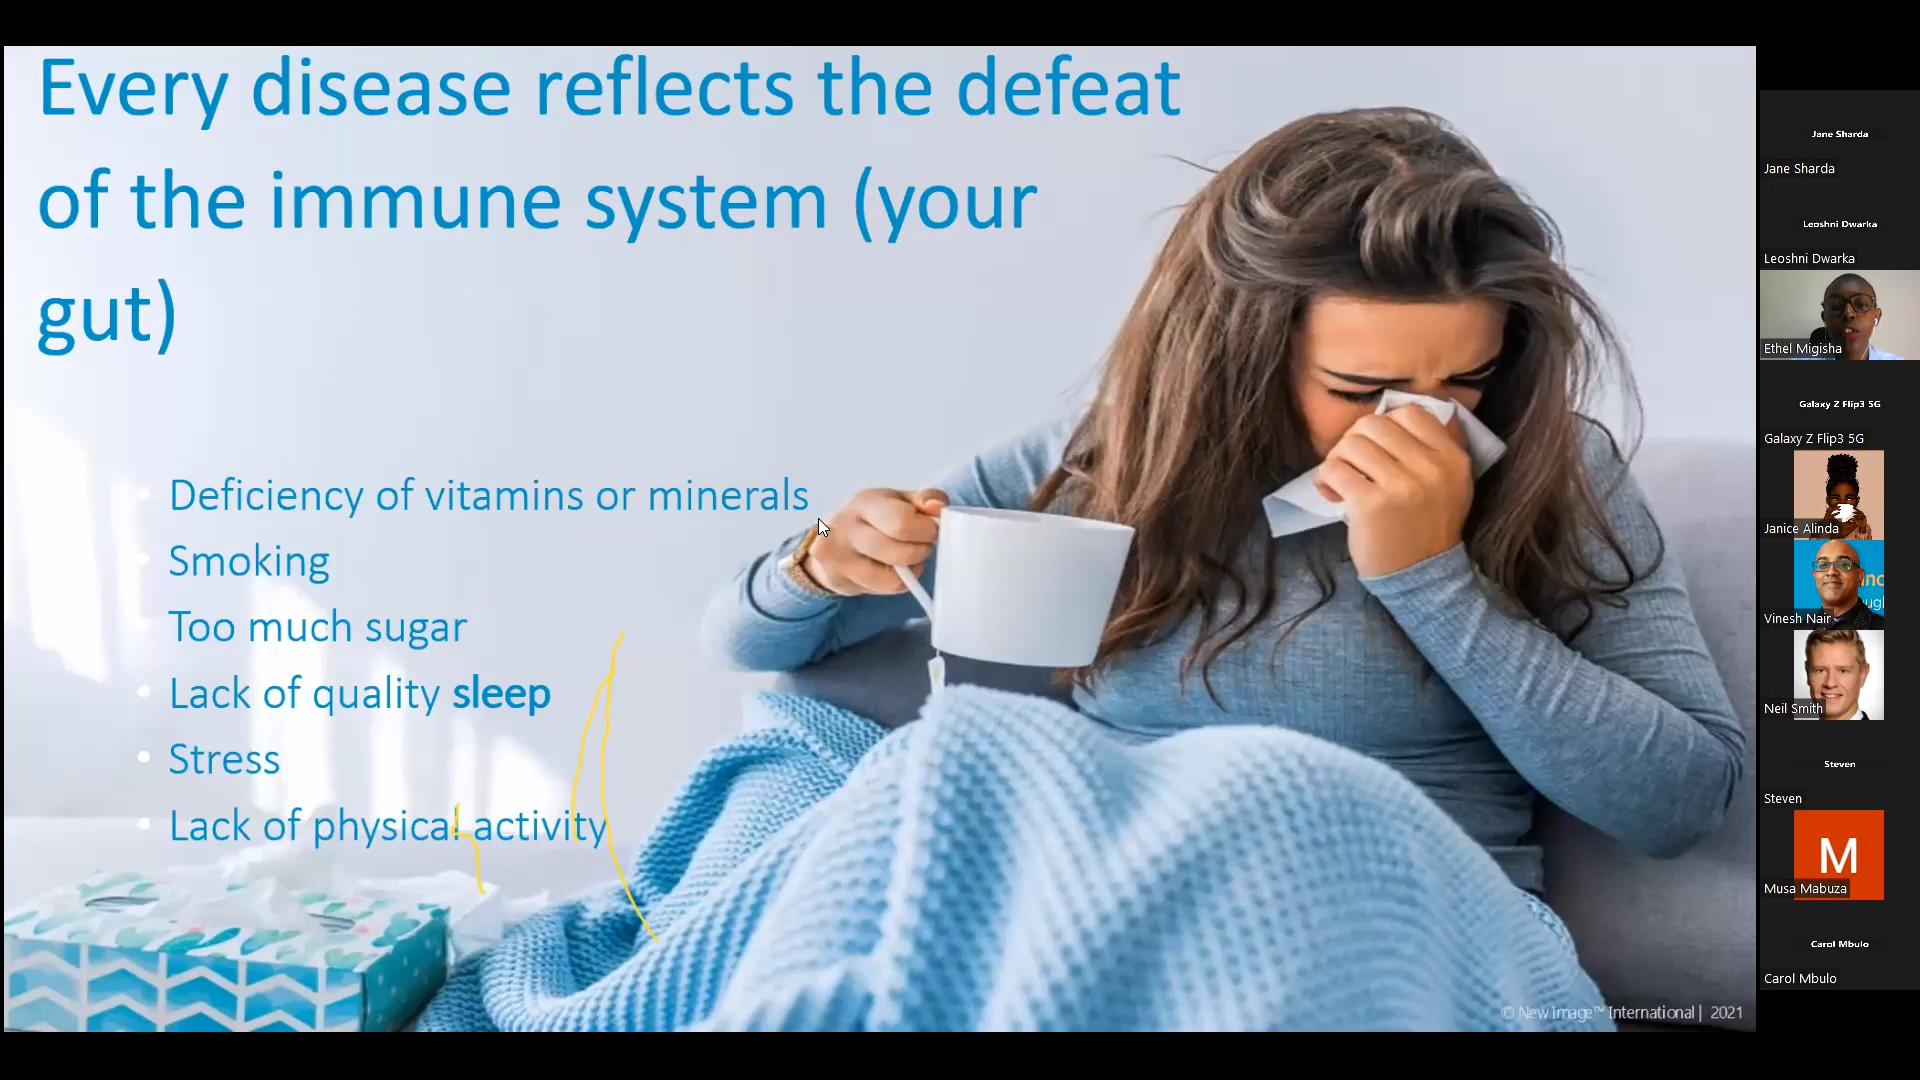 Every disease reflects the defeat
of the immune system (your
gut)
• Deficiency of vitamins or minerals
• Smoking
Too much sugar
• Lack of quality sleep
• Stress
• Lack of physical activity
© New Image™ International | 2021
Jane Sharda
Jane Sharda
Leoshni Dwarka
Leoshni Dwarka
Ethel Migisha
Galaxy Z Flip3 5G
Galaxy Z Flip3 5G
Janice Alinda
Vinesh Nair
Neil Smith
Steven
Steven
M
Musa Mabuza
Carol Mbulo
Carol Mbulo